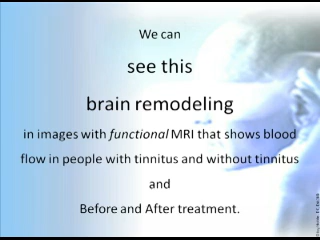 We can
see this
brain remodeling
in images with functional MRI that shows blood
flow in people with tinnitus and without tinnitus
and
Before and After treatment.